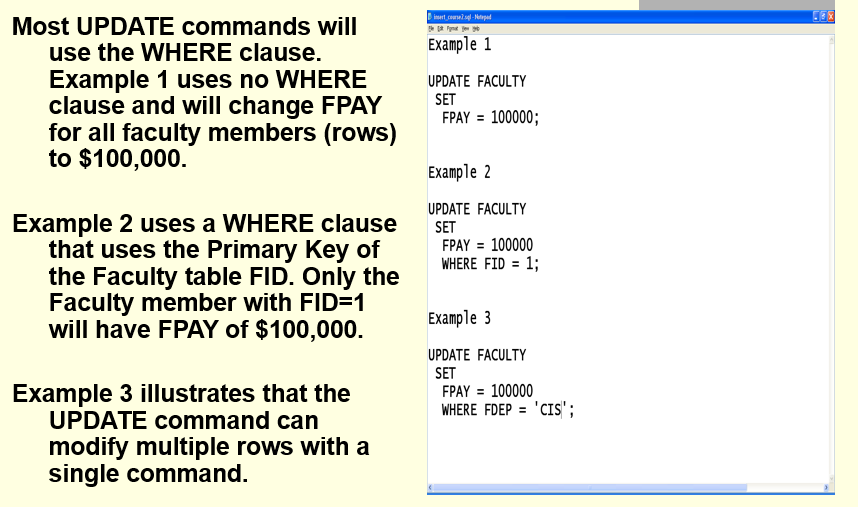 Most UPDATE commands will
use the WHERE clause.
Example 1 uses no WHERE
clause and will change FPAY
for all faculty members (rows)
to $100,000.
Example 2 uses a WHERE clause
that uses the Primary Key of
the Faculty table FID. Only the
Faculty member with FID=1
will have FPAY of $100,000.
Example 3 illustrates that the
UPDATE command can
modify multiple rows with a
single command.
insert_course2.sql - Notepad
File Edit Format View Help
Example 1
UPDATE FACULTY
SET
FPAY = 100000;
Example 2
UPDATE FACULTY
SET
FPAY = 100000
WHERE FID = 1;
Example 3
UPDATE FACULTY
SET
FPAY = 100000
WHERE FDEP = 'CIS';